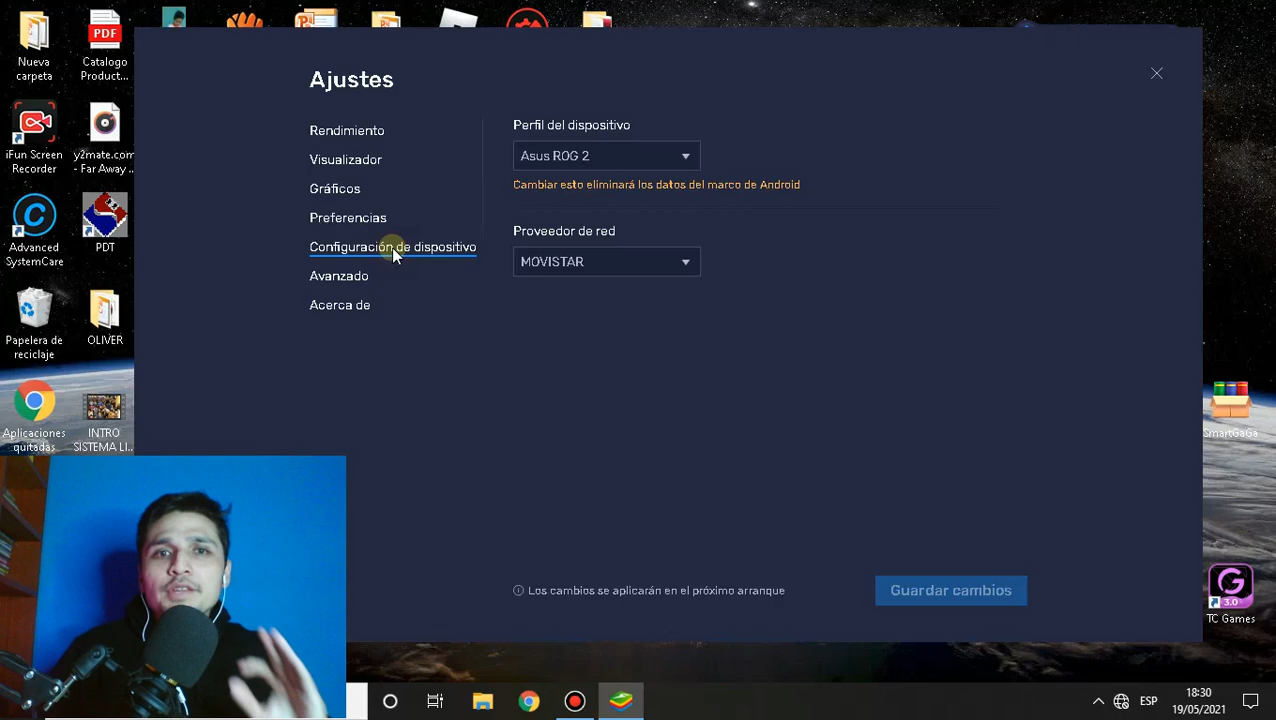 Nueva
carpeta
PDF
Catalogo
Product...
iFun Screen
Recorder
y2mate.com
- Far Away ...
Advanced
SystemCare
PDT
Papelera de
reciclaje
OLIVER
Aplicaciones
quitadas
INTRO
SISTEMA LI...
Ajustes
Rendimiento
Visualizador
Gráficos
Preferencias
Configuración de dispositivo
Avanzado
Acerca de
Perfil del dispositivo
Asus ROG 2
Cambiar esto eliminará los datos del marco de Android
Proveedor de red
MOVISTAR
Los cambios se aplicarán en el próximo arranque
Guardar cambios
SmartGaGa
3.0
TC Games
ESP
18:30
19/05/2021